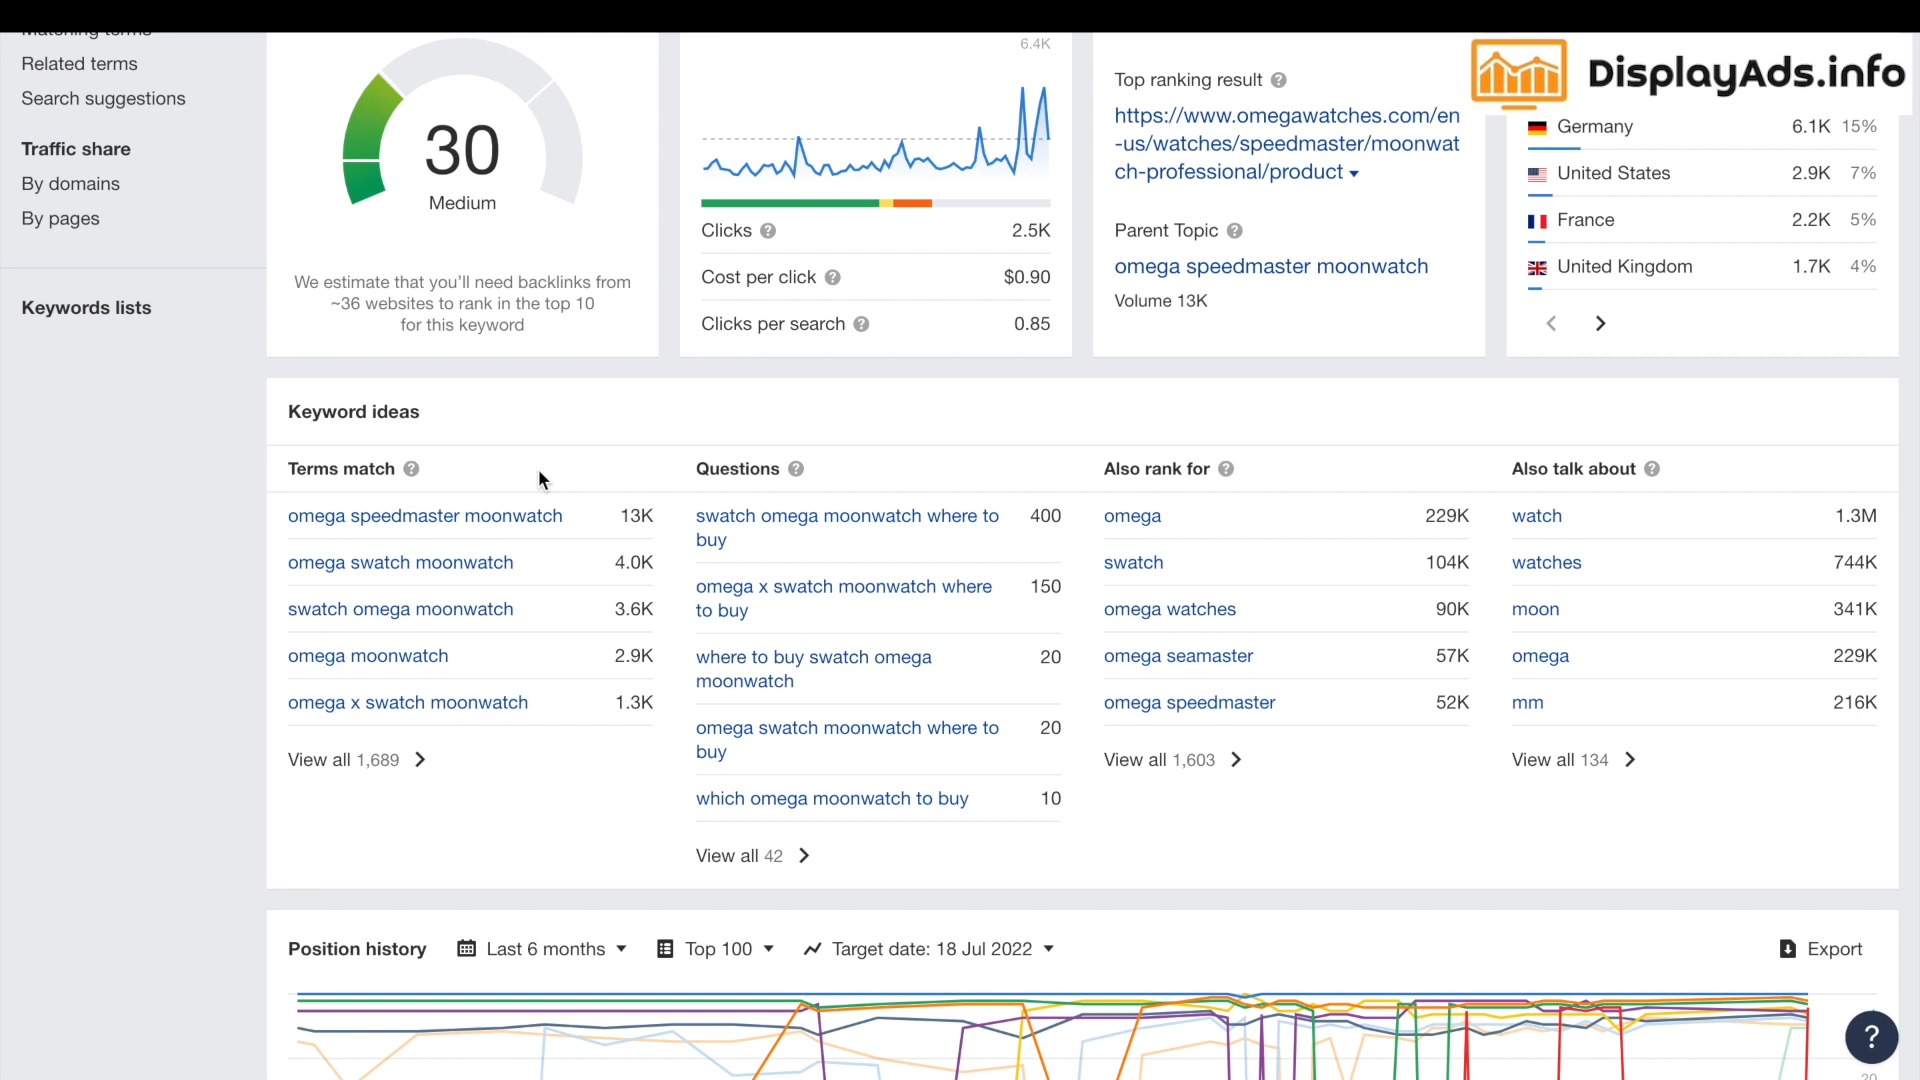 Matching terms
Related terms
Search suggestions
Traffic share
By domains
By pages
Keywords lists
30
Medium
We estimate that you’ll need backlinks from
~36 websites to rank in the top 10
for this keyword
6.4K
Clicks 2.5K
Cost per click $0.90
Clicks per search 0.85
Top ranking result
https://www.omegawatches.com/en
-us/watches/speedmaster/moonwat
ch-professional/product
Parent Topic
omega speedmaster moonwatch
Volume 13K
DisplayAds.info
Germany 6.1K 15%
United States 2.9K 7%
France 2.2K 5%
United Kingdom 1.7K 4%
Keyword ideas
Terms match
omega speedmaster moonwatch 13K
omega swatch moonwatch 4.0K
swatch omega moonwatch 3.6K
omega moonwatch 2.9K
omega x swatch moonwatch 1.3K
View all 1,689
Questions
swatch omega moonwatch where to 400
buy
omega x swatch moonwatch where 150
to buy
where to buy swatch omega 20
moonwatch
omega swatch moonwatch where to 20
buy
which omega moonwatch to buy 10
View all 42
Also rank for
omega 229K
swatch 104K
omega watches 90K
omega seamaster 57K
omega speedmaster 52K
View all 1,603
Also talk about
watch 1.3M
watches 744K
moon 341K
omega 229K
mm 216K
View all 134
Position history Last 6 months Top 100 Target date: 18 Jul 2022 Export
?
20